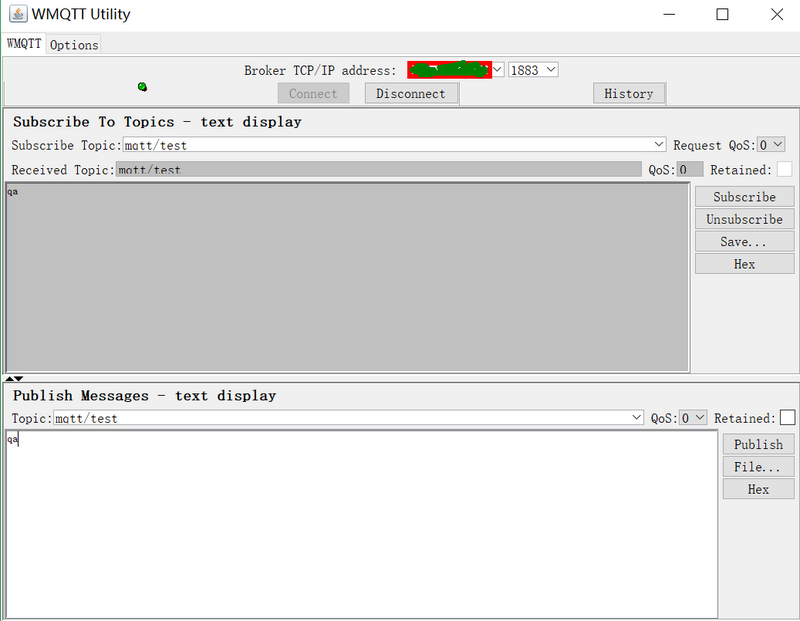 WMQTT Utility
WMQTT Options
Broker TCP/IP address: 1883
Connect Disconnect History
Subscribe To Topics - text display
Subscribe Topic: mqtt/test Request QoS: 0
Received Topic: mqtt/test QoS: 0 Retained:
qa
Subscribe
Unsubscribe
Save...
Hex
Publish Messages - text display
Topic: mqtt/test QoS: 0 Retained:
qa
Publish
File...
Hex